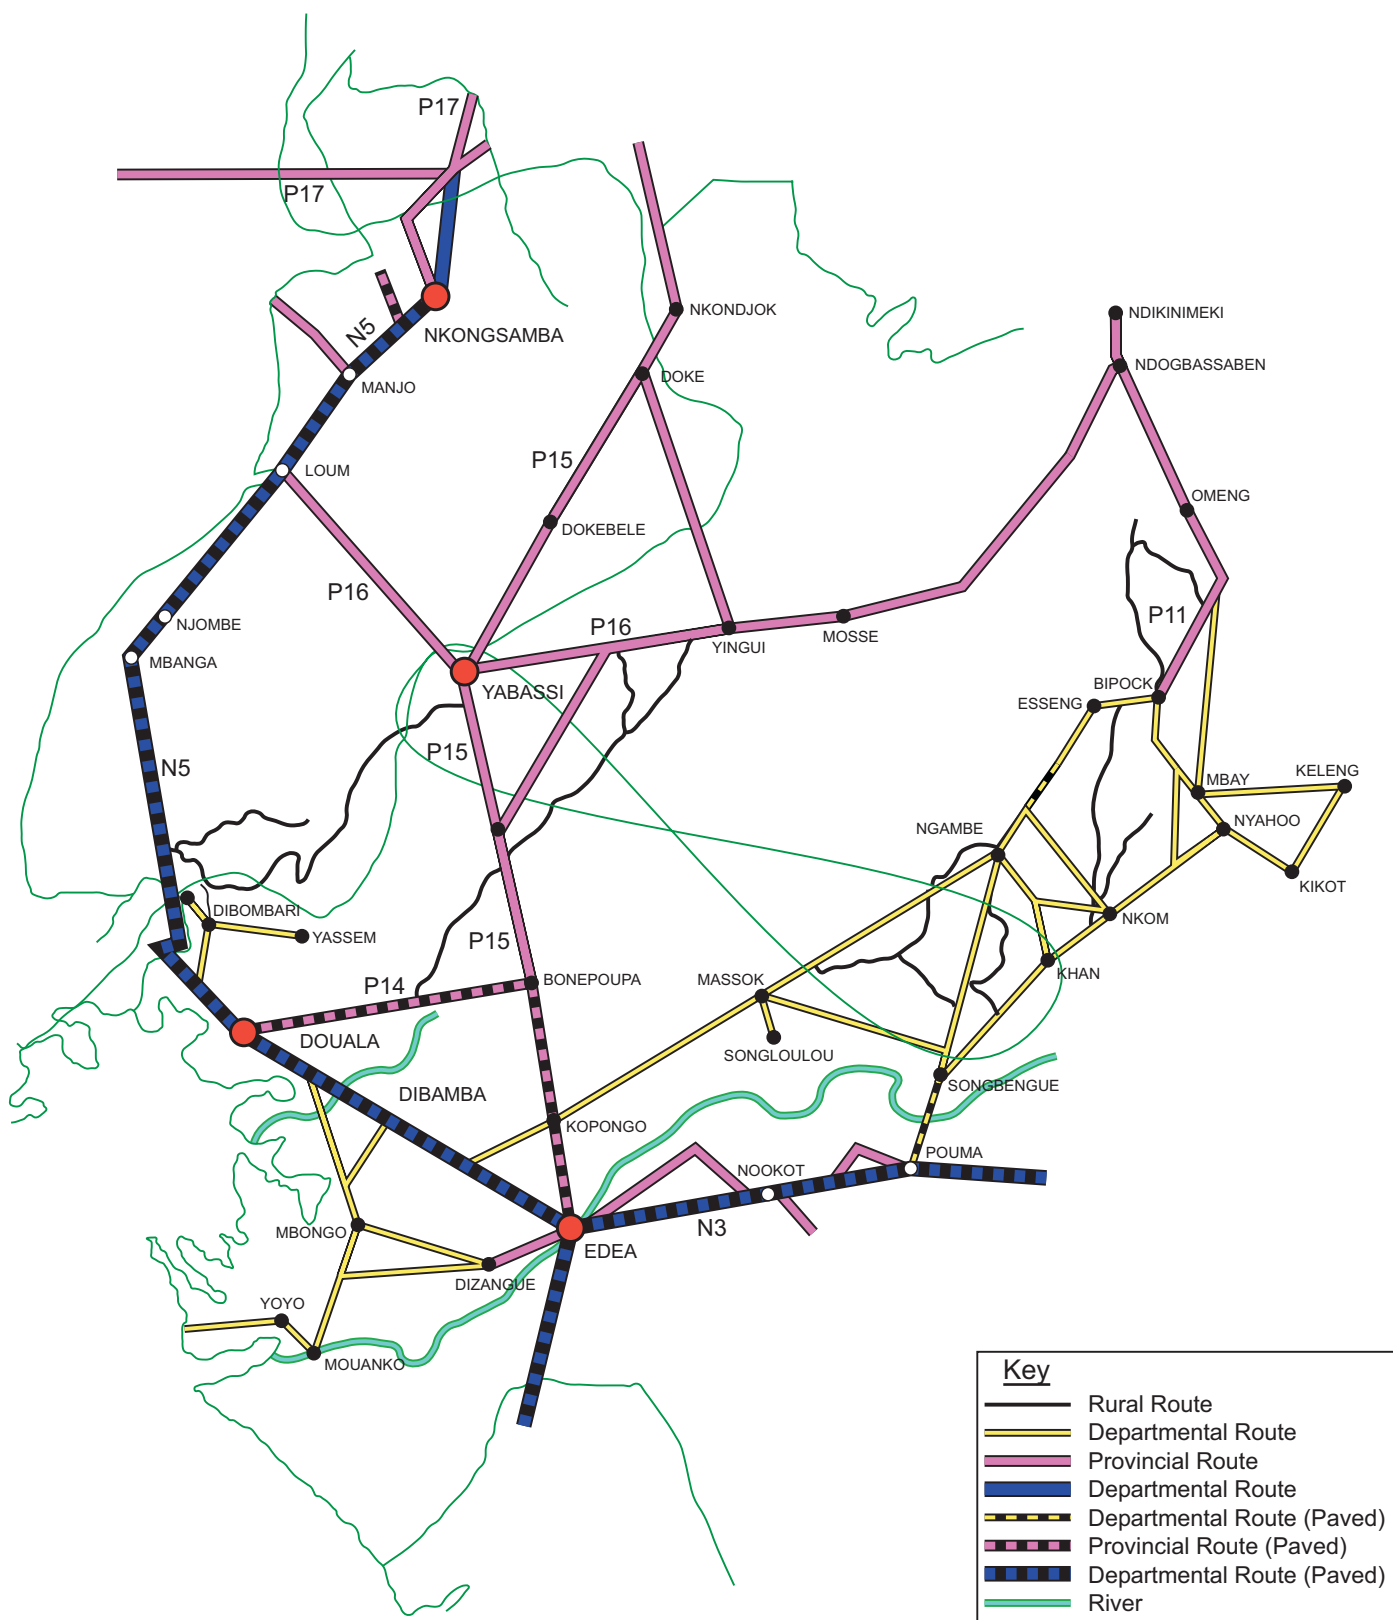 P17
P17
NKONGSAMBA
N5
MANJO
NKONDJOK
NDIKINIMEKI
NDOGBASSABEN
DOKE
LOUM
P15
DOKEBELE
OMENG
P16
NJOMBE
P16
P11
MBANGA
YINGUI
MOSSE
YABASSI
BIPOCK
ESSENG
P15
N5
MBAY
KELENG
NGAMBE
NYAHOO
KIKOT
DIBOMBARI
NKOM
YASSEM
P15
KHAN
MASSOK
BONEPOUPA
P14
DOUALA
SONGLOULOU
SONGBENGUE
DIBAMBA
KOPONGO
POUMA
NOOKOT
N3
MBONGO
EDEA
DIZANGUE
YOYO
MOUANKO
Key
Rural Route
Departmental Route
Provincial Route
Departmental Route
Departmental Route (Paved)
Provincial Route (Paved)
Departmental Route (Paved)
River